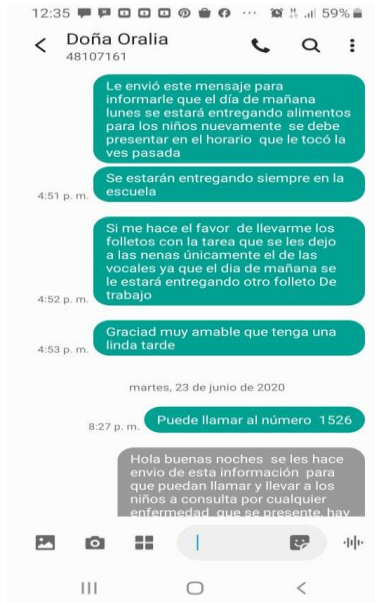 12:35
59%
Doña Oralia
48107161
Le envió este mensaje para
informarle que el día de mañana
lunes se estará entregando alimentos
para los niños nuevamente se debe
presentar en el horario que le tocó la
ves pasada
Se estarán entregando siempre en la
escuela
4:51 p. m.
Si me hace el favor de llevarme los
folletos con la tarea que se les dejo
a las nenas únicamente el de las
vocales ya que el dia de mañana se
le estará entregando otro folleto De
trabajo
4:52 p. m.
Graciad muy amable que tenga una
linda tarde
4:53 p. m.
martes, 23 de junio de 2020
Puede llamar al número 1526
8:27 p. m.
Hola buenas noches se les hace
envio de esta información para
que puedan llamar y llevar a los
niños a consulta por cualquier
enfermedad que se presente, hay